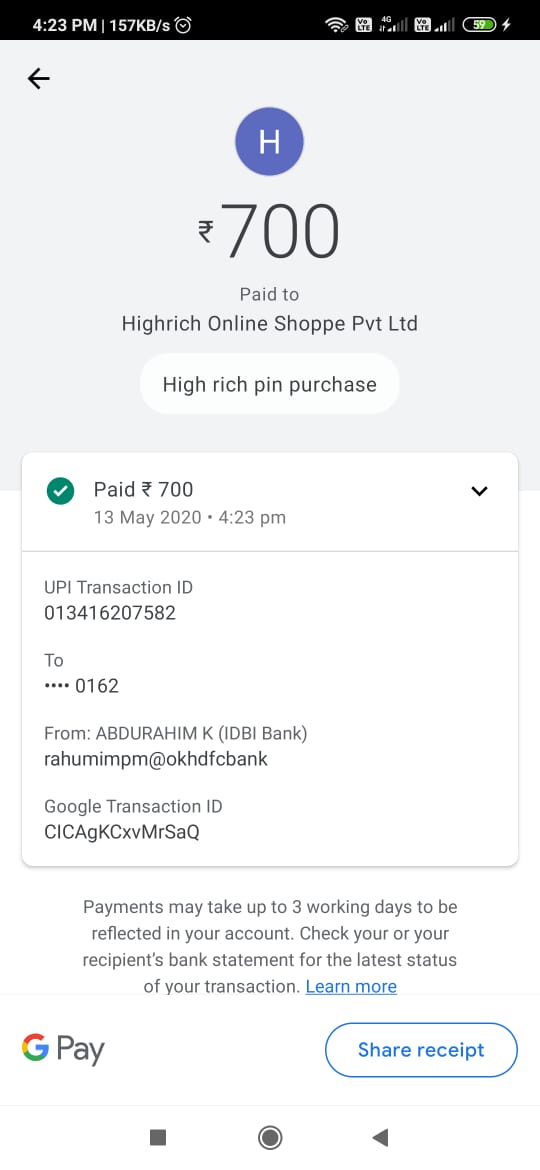 4:23 PM | 157KB/s
Vo LTE 4G Vo LTE 59
H
₹700
Paid to
Highrich Online Shoppe Pvt Ltd
High rich pin purchase
Paid ₹ 700
13 May 2020 • 4:23 pm
UPI Transaction ID
013416207582
To
•••• 0162
From: ABDURAHIM K (IDBI Bank)
rahumimpm@okhdfcbank
Google Transaction ID
CICAgKCxvMrSaQ
Payments may take up to 3 working days to be
reflected in your account. Check your or your
recipient's bank statement for the latest status
of your transaction. Learn more
G Pay
Share receipt